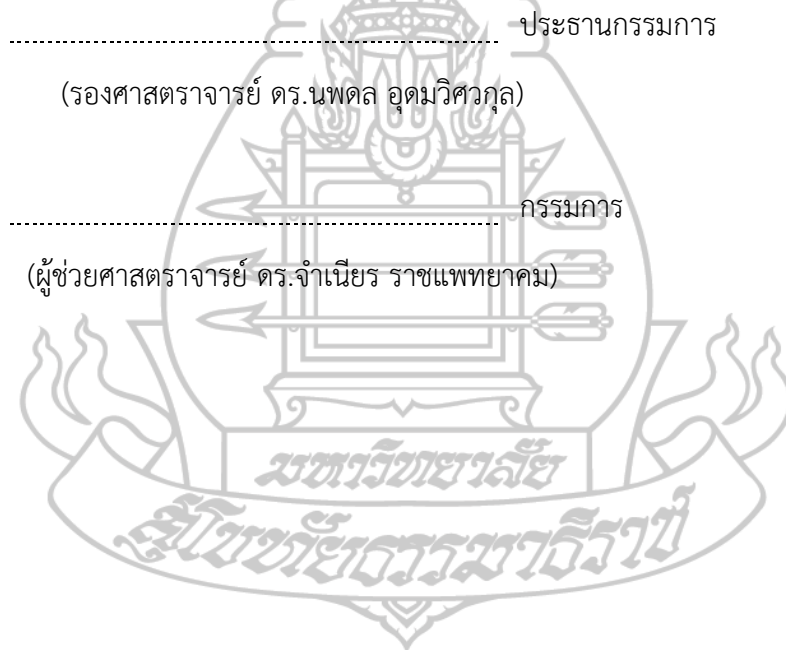 ประธานกรรมการ
(รองศาสตราจารย์ ดร.นพดล อุดมวิศวกุล)
กรรมการ
(ผู้ช่วยศาสตราจารย์ ดร.จำเนียร ราชแพทยาคม)
มหาวิทยาลัย
สุโขทัยธรรมาธิราช